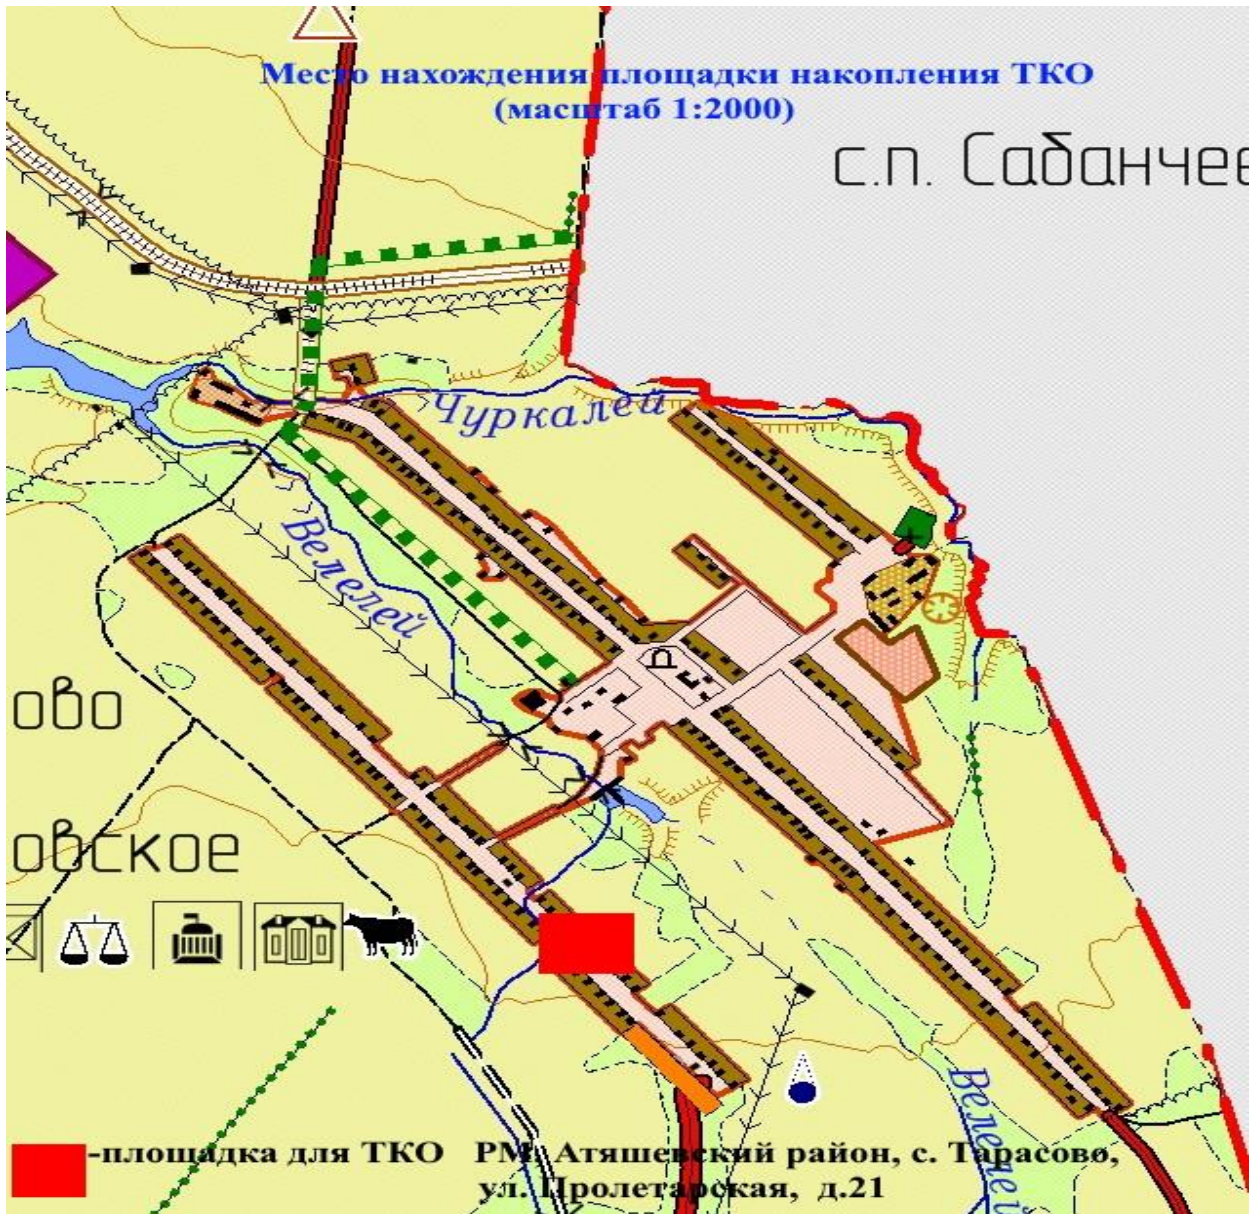 Место нахождения площадки накопления ТКО
(масштаб 1:2000)
с.п. Сабанчее
Чуркалей
Велелей
ово
овское
Велелей
-площадка для ТКО РМ, Атяшевский район, с. Тарасово,
ул. Пролетарская, д.21